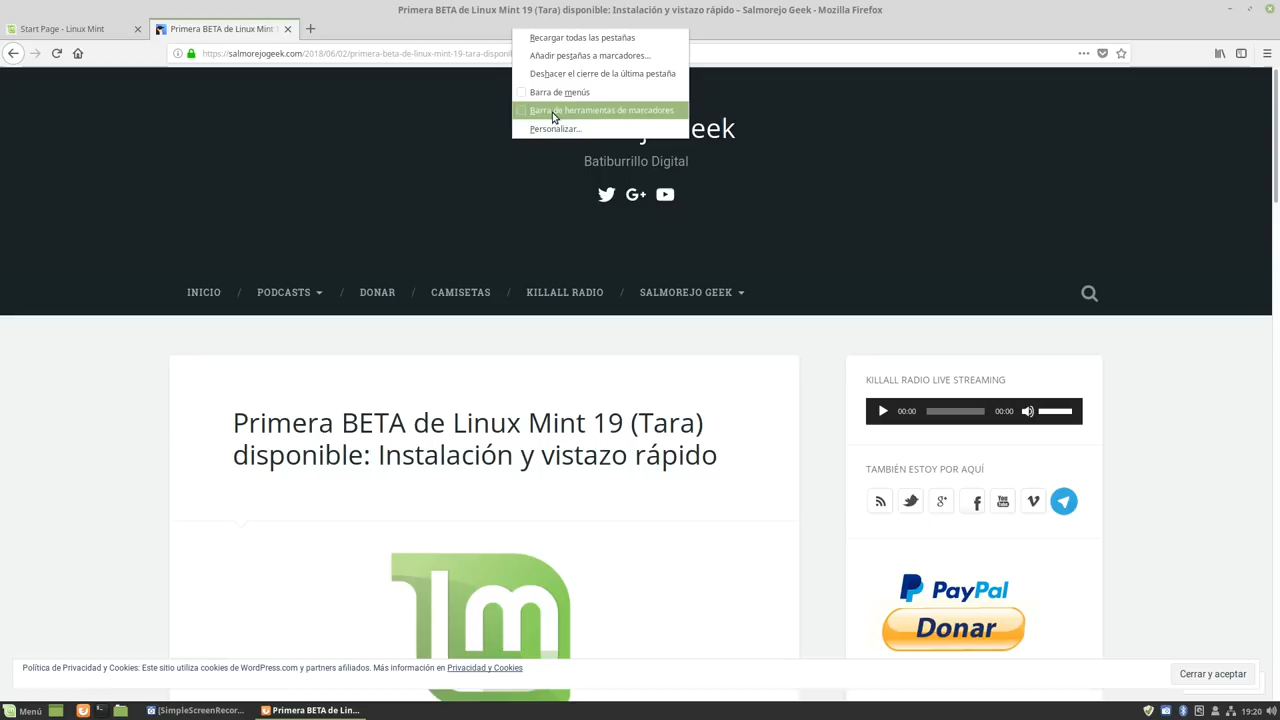 Primera BETA de Linux Mint 19 (Tara) disponible: Instalación y vistazo rápido – Salmorejo Geek - Mozilla Firefox
Start Page - Linux Mint
Primera BETA de Linux Mint
https://salmorejogeek.com/2018/06/02/primera-beta-de-linux-mint-19-tara-disponi
Recargar todas las pestañas
Añadir pestañas a marcadores...
Deshacer el cierre de la última pestaña
Barra de menús
Barra de herramientas de marcadores
Personalizar...
Geek
Batiburrillo Digital
G+
INICIO / PODCASTS / DONAR / CAMISETAS / KILLALL RADIO / SALMOREJO GEEK
Primera BETA de Linux Mint 19 (Tara)
disponible: Instalación y vistazo rápido
lm
KILLALL RADIO LIVE STREAMING
00:00 00:00
TAMBIÉN ESTOY POR AQUÍ
PayPal
Donar
Política de Privacidad y Cookies: Este sitio utiliza cookies de WordPress.com y partners afiliados. Más información en Privacidad y Cookies
Cerrar y aceptar
Menú
[SimpleScreenRecor...
Primera BETA de Lin...
19:20